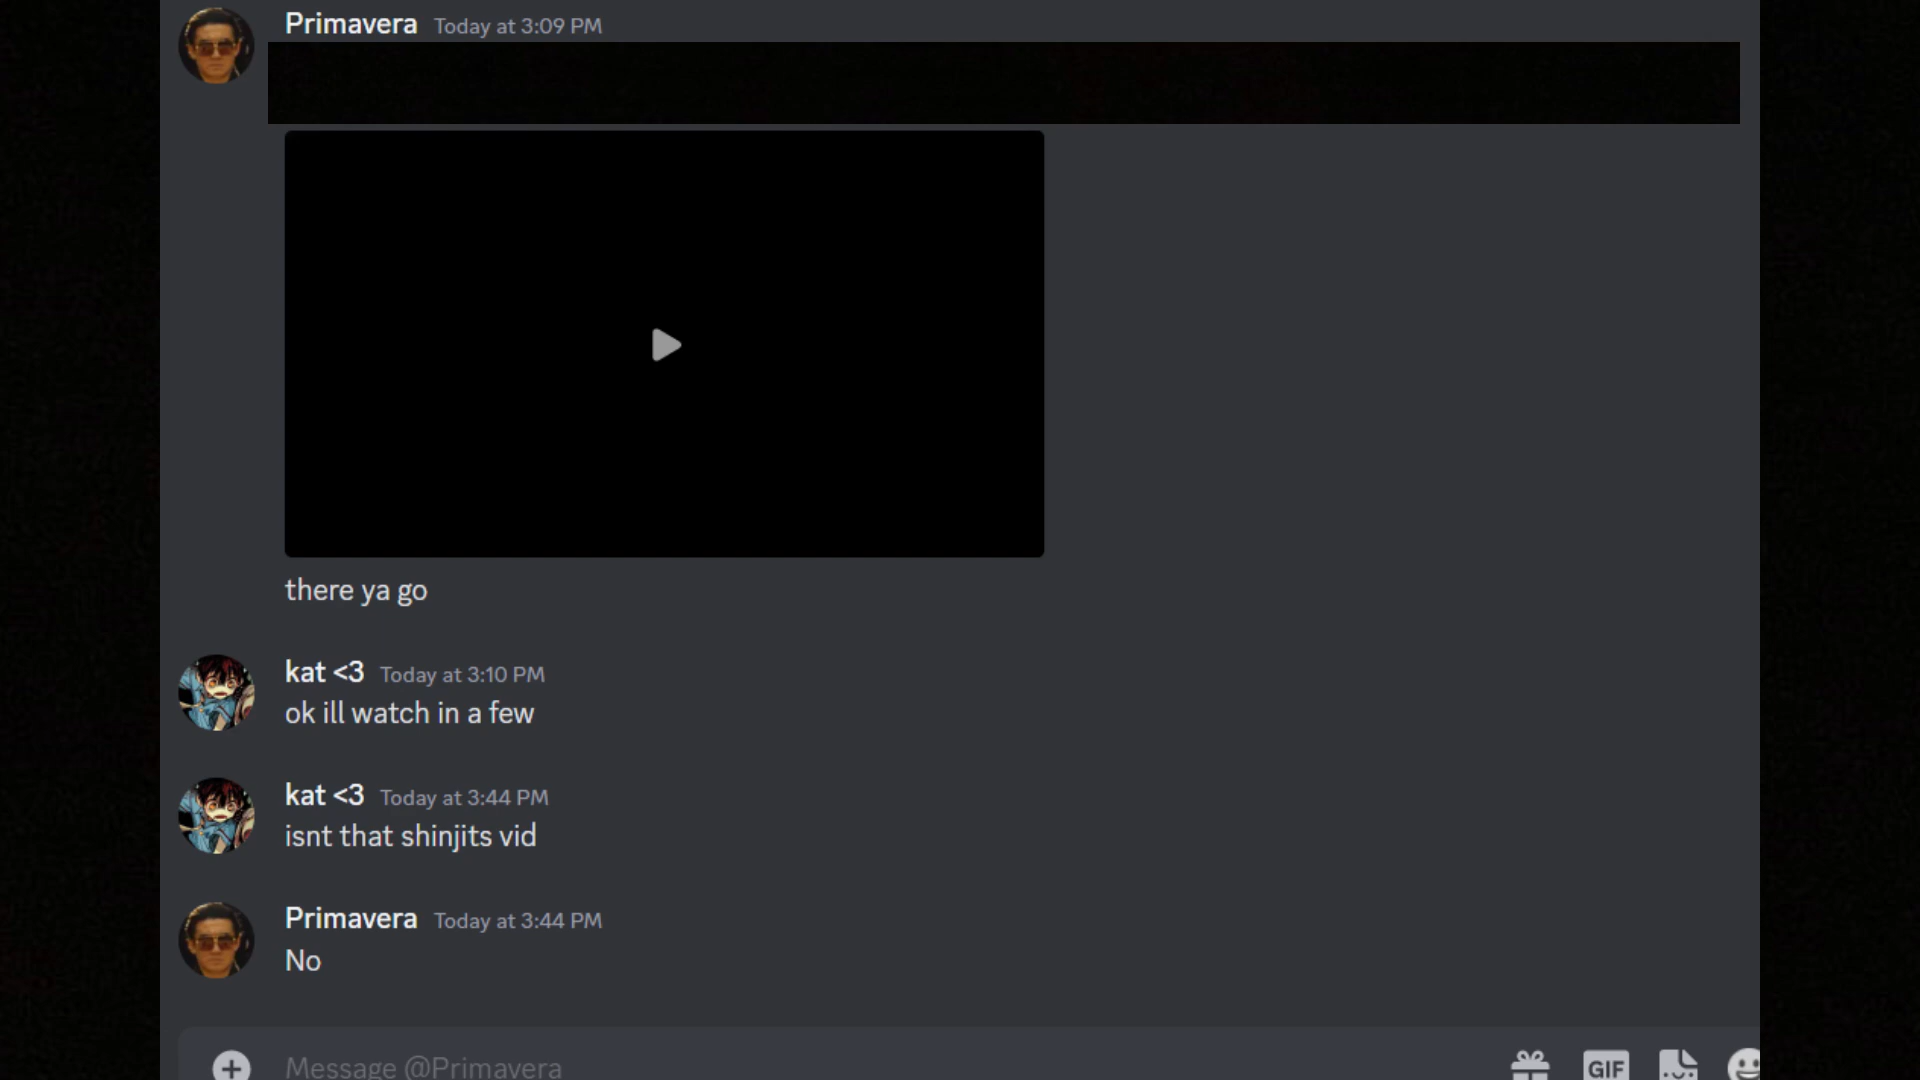 Primavera Today at 3:09 PM
there ya go
kat <3 Today at 3:10 PM
ok ill watch in a few
kat <3 Today at 3:44 PM
isnt that shinjits vid
Primavera Today at 3:44 PM
No
Message @Primavera
GIF